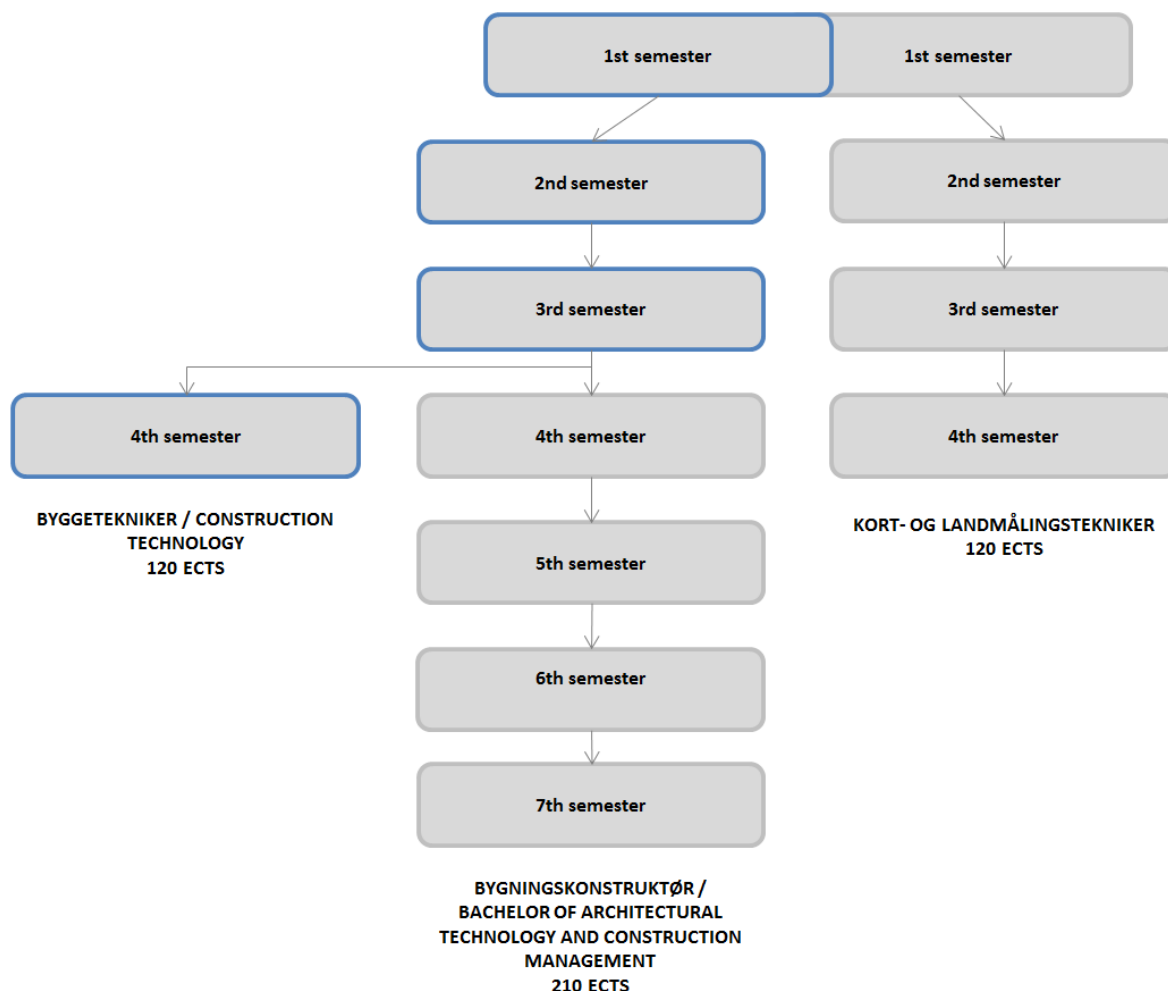 1st semester
1st semester
2nd semester
2nd semester
3rd semester
3rd semester
4th semester
4th semester
4th semester
BYGGETEKNIKER / CONSTRUCTION
TECHNOLOGY
120 ECTS
KORT- OG LANDMÅLINGSTEKNIKER
120 ECTS
5th semester
6th semester
7th semester
BYGNINGSKONSTRUKTØR /
BACHELOR OF ARCHITECTURAL
TECHNOLOGY AND CONSTRUCTION
MANAGEMENT
210 ECTS